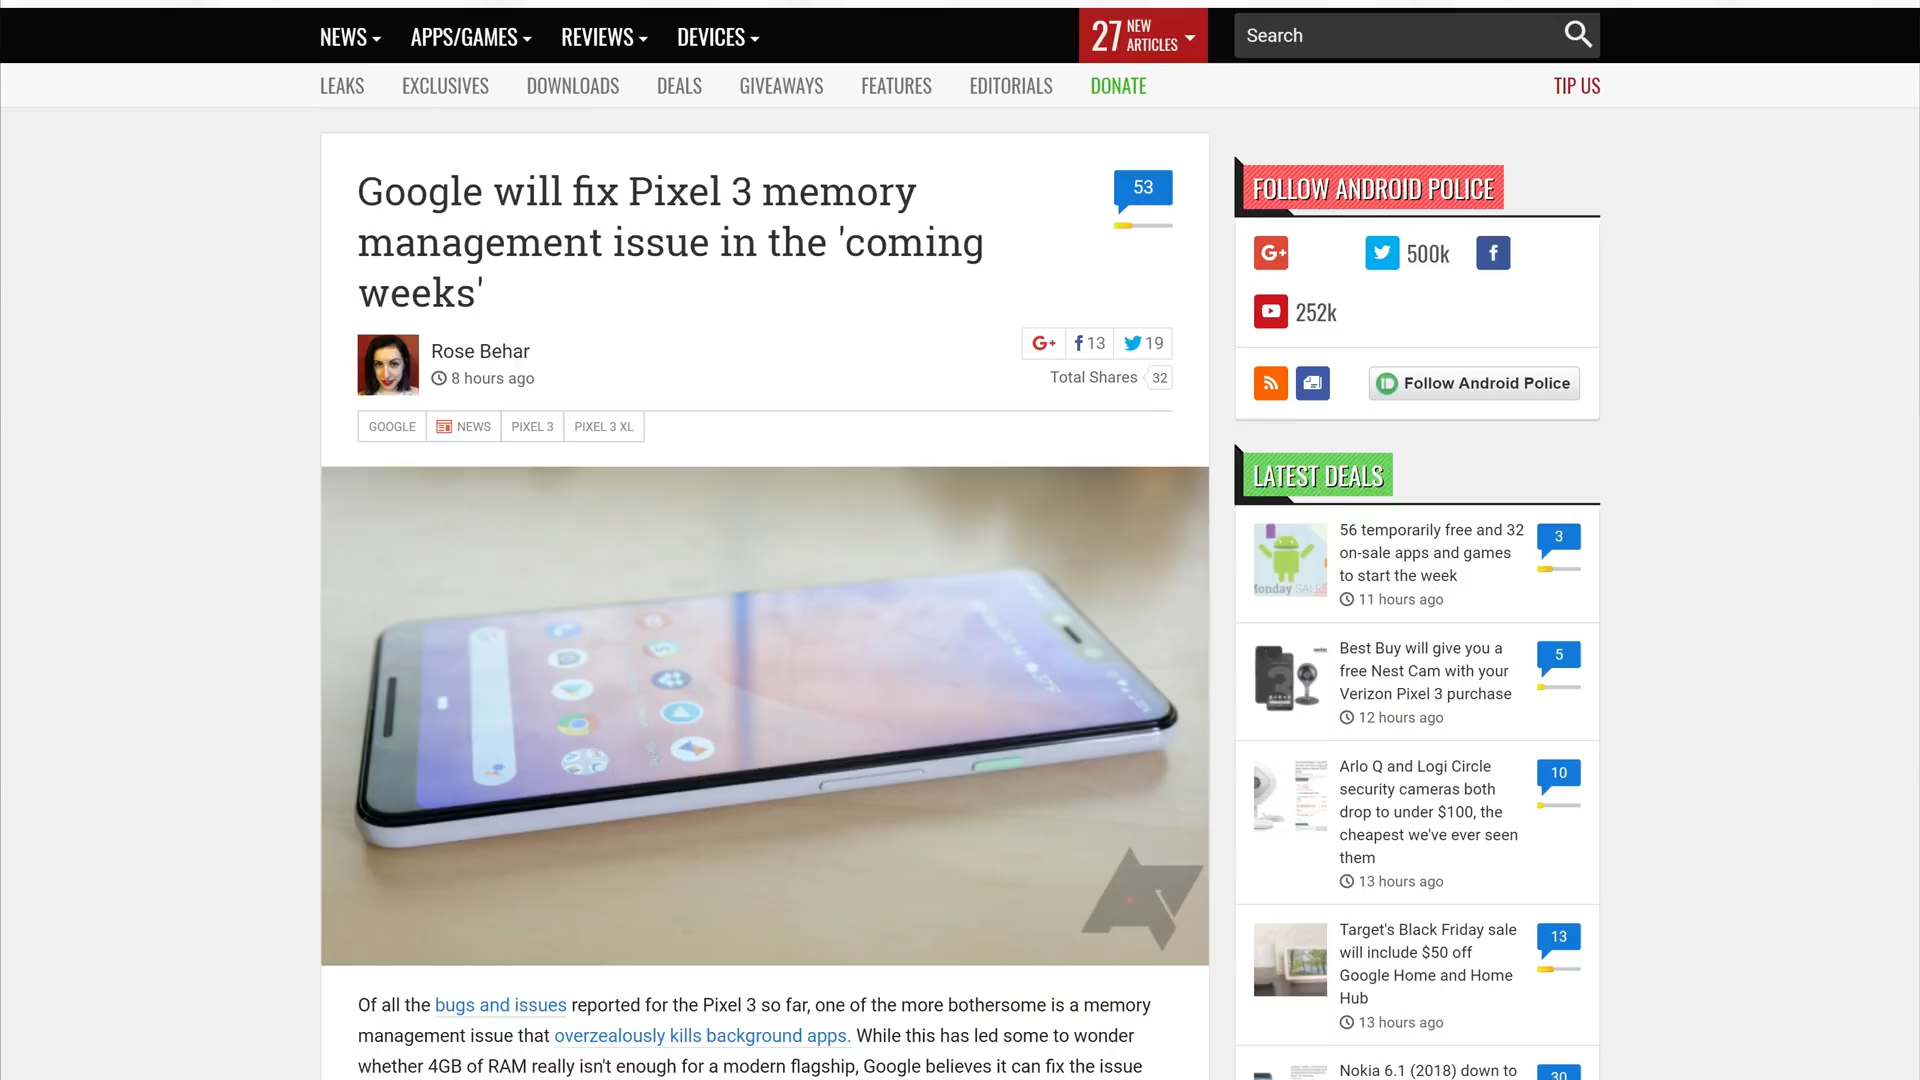 NEWS APPS/GAMES REVIEWS DEVICES
27 NEW ARTICLES
Search
LEAKS EXCLUSIVES DOWNLOADS DEALS GIVEAWAYS FEATURES EDITORIALS DONATE TIP US
Google will fix Pixel 3 memory
management issue in the 'coming
weeks'
53
Rose Behar
8 hours ago
G+ f 13 19
Total Shares 32
GOOGLE NEWS PIXEL 3 PIXEL 3 XL
Of all the bugs and issues reported for the Pixel 3 so far, one of the more bothersome is a memory
management issue that overzealously kills background apps. While this has led some to wonder
whether 4GB of RAM really isn't enough for a modern flagship, Google believes it can fix the issue
FOLLOW ANDROID POLICE
G+ 500k f
252k
Follow Android Police
LATEST DEALS
56 temporarily free and 32
on-sale apps and games
to start the week
11 hours ago
3
Best Buy will give you a
free Nest Cam with your
Verizon Pixel 3 purchase
12 hours ago
5
Arlo Q and Logi Circle
security cameras both
drop to under $100, the
cheapest we've ever seen
them
13 hours ago
10
Target's Black Friday sale
will include $50 off
Google Home and Home
Hub
13 hours ago
13
Nokia 6.1 (2018) down to
30